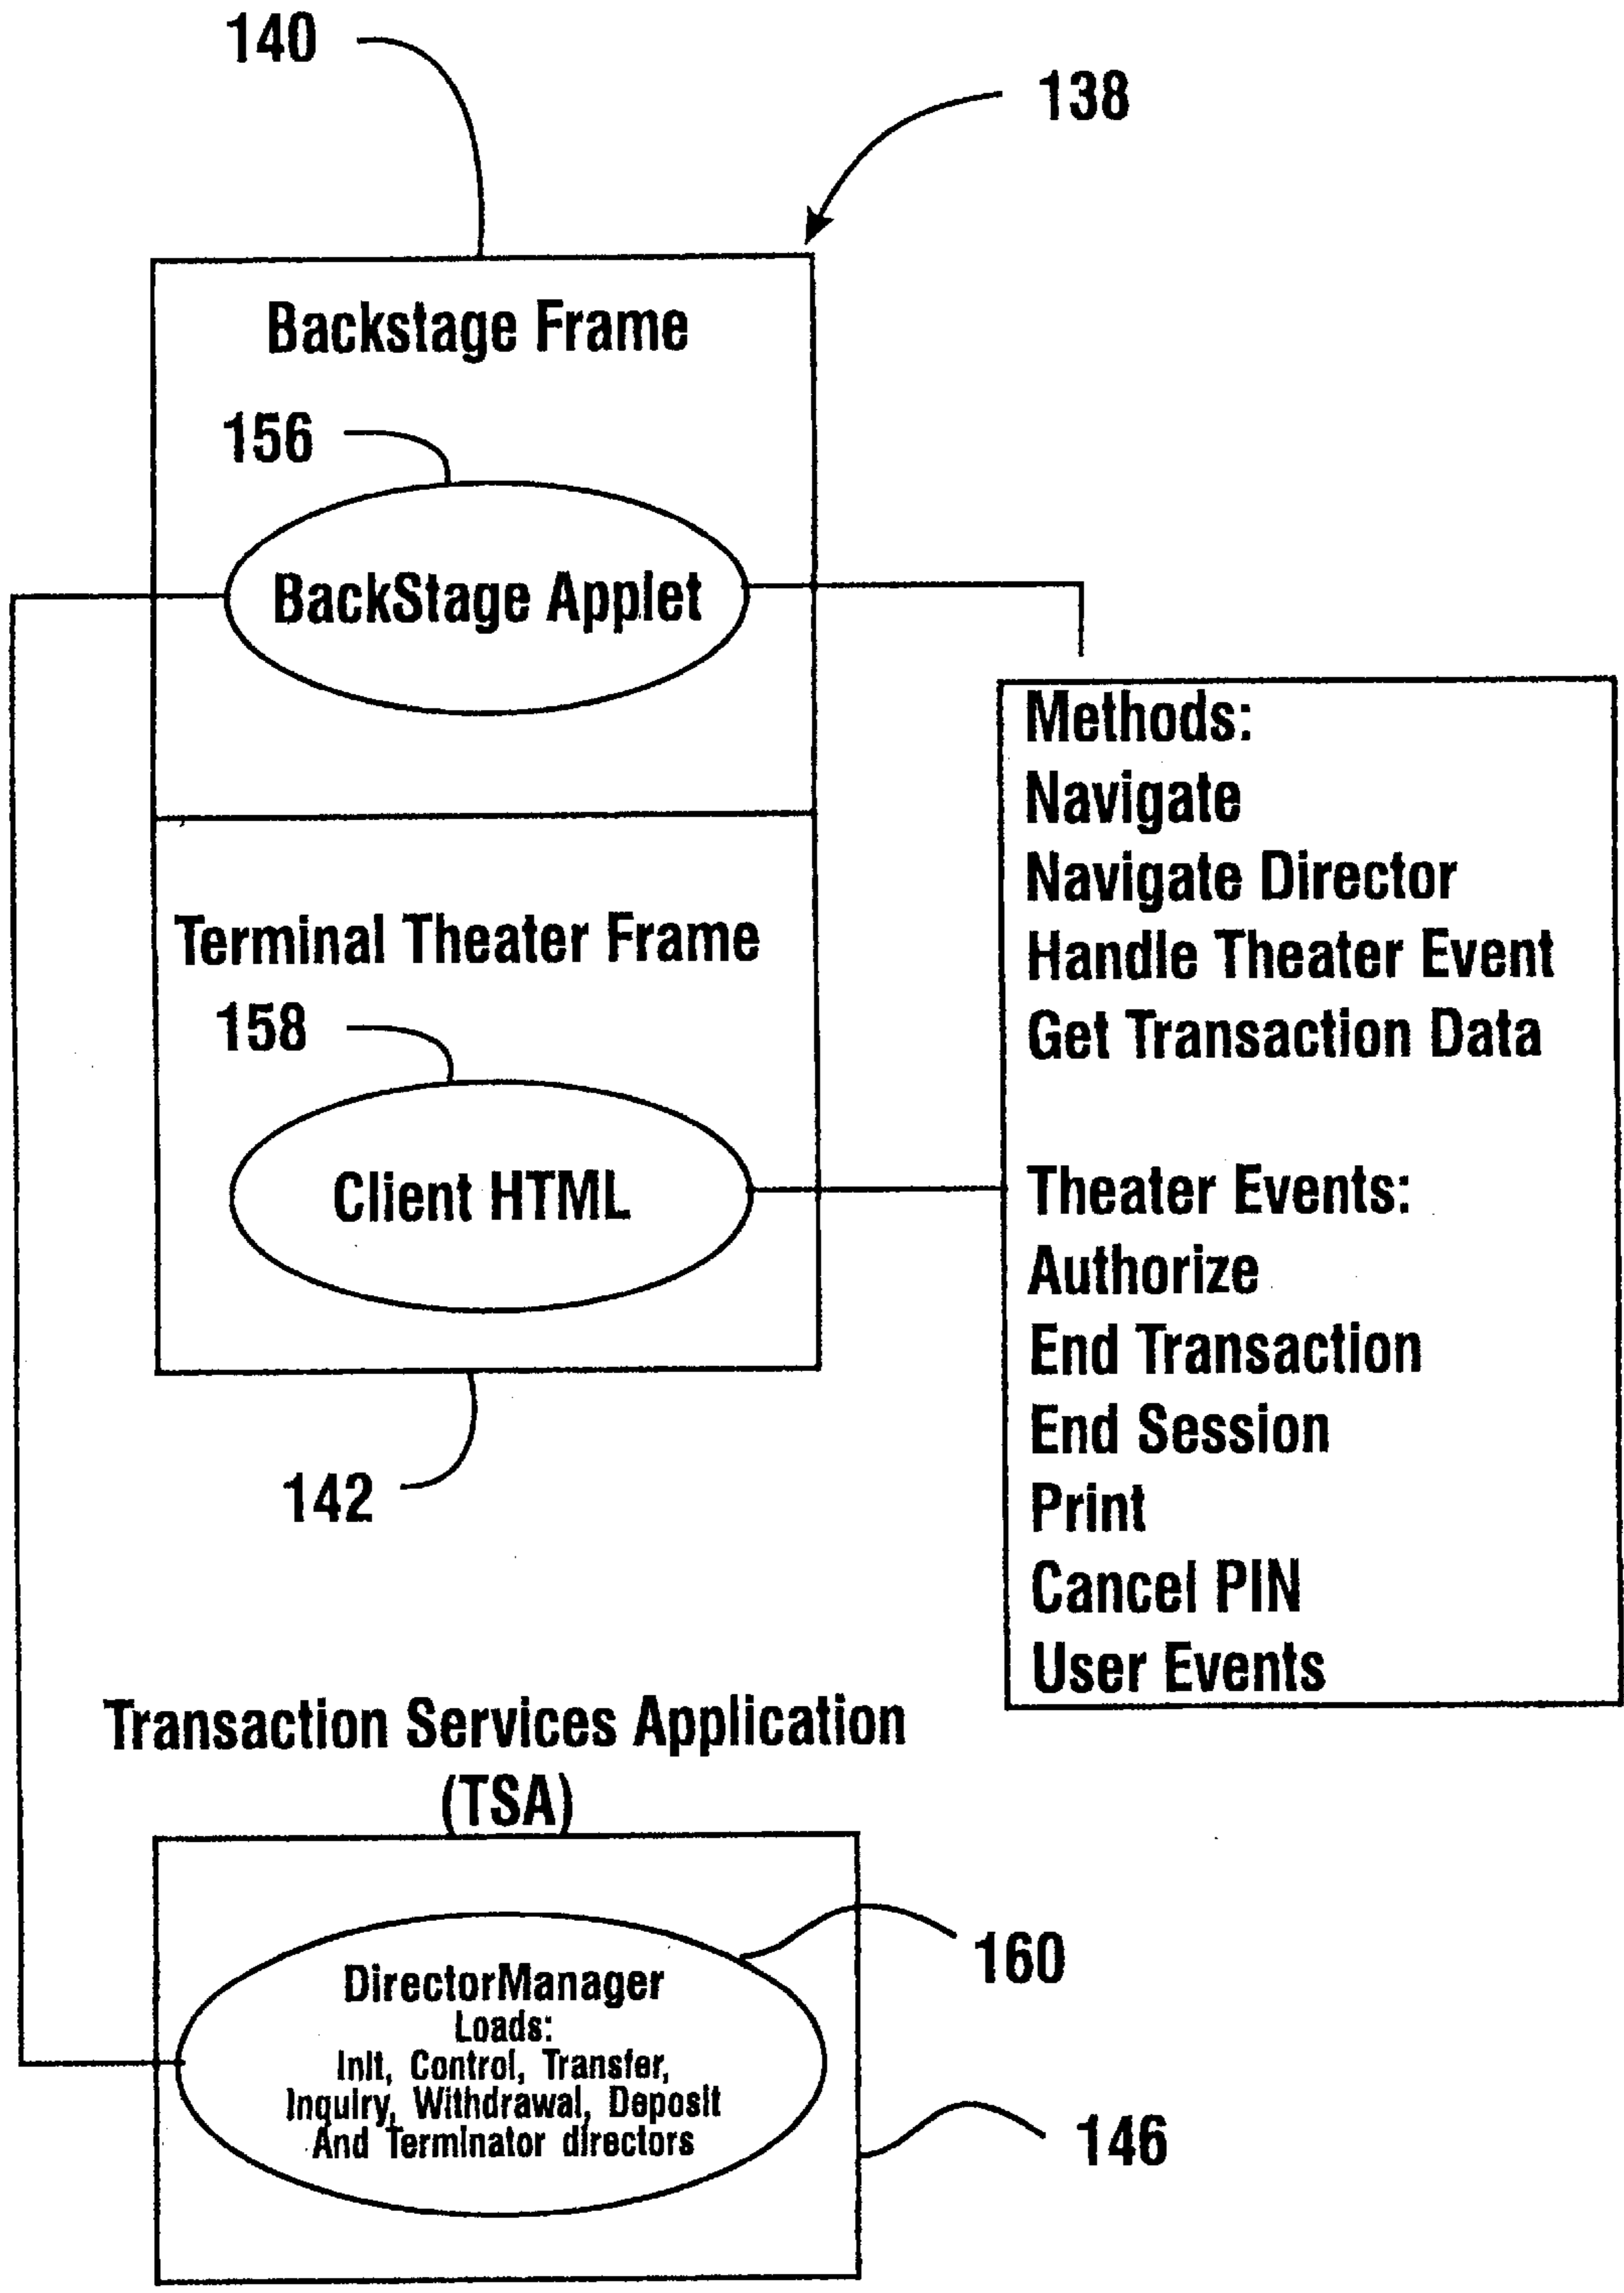 140
138
Backstage Frame
156
BackStage Applet
Methods:
Navigate
Navigate Director
Handle Theater Event
Get Transaction Data
Theater Events:
Authorize
End Transaction
End Session
Print
Cancel PIN
User Events
Terminal Theater Frame
158
Client HTML
142
Transaction Services Application
(TSA)
DirectorManager
Loads:
Init, Control, Transfer,
Inquiry, Withdrawal, Deposit
And Terminator directors
160
146